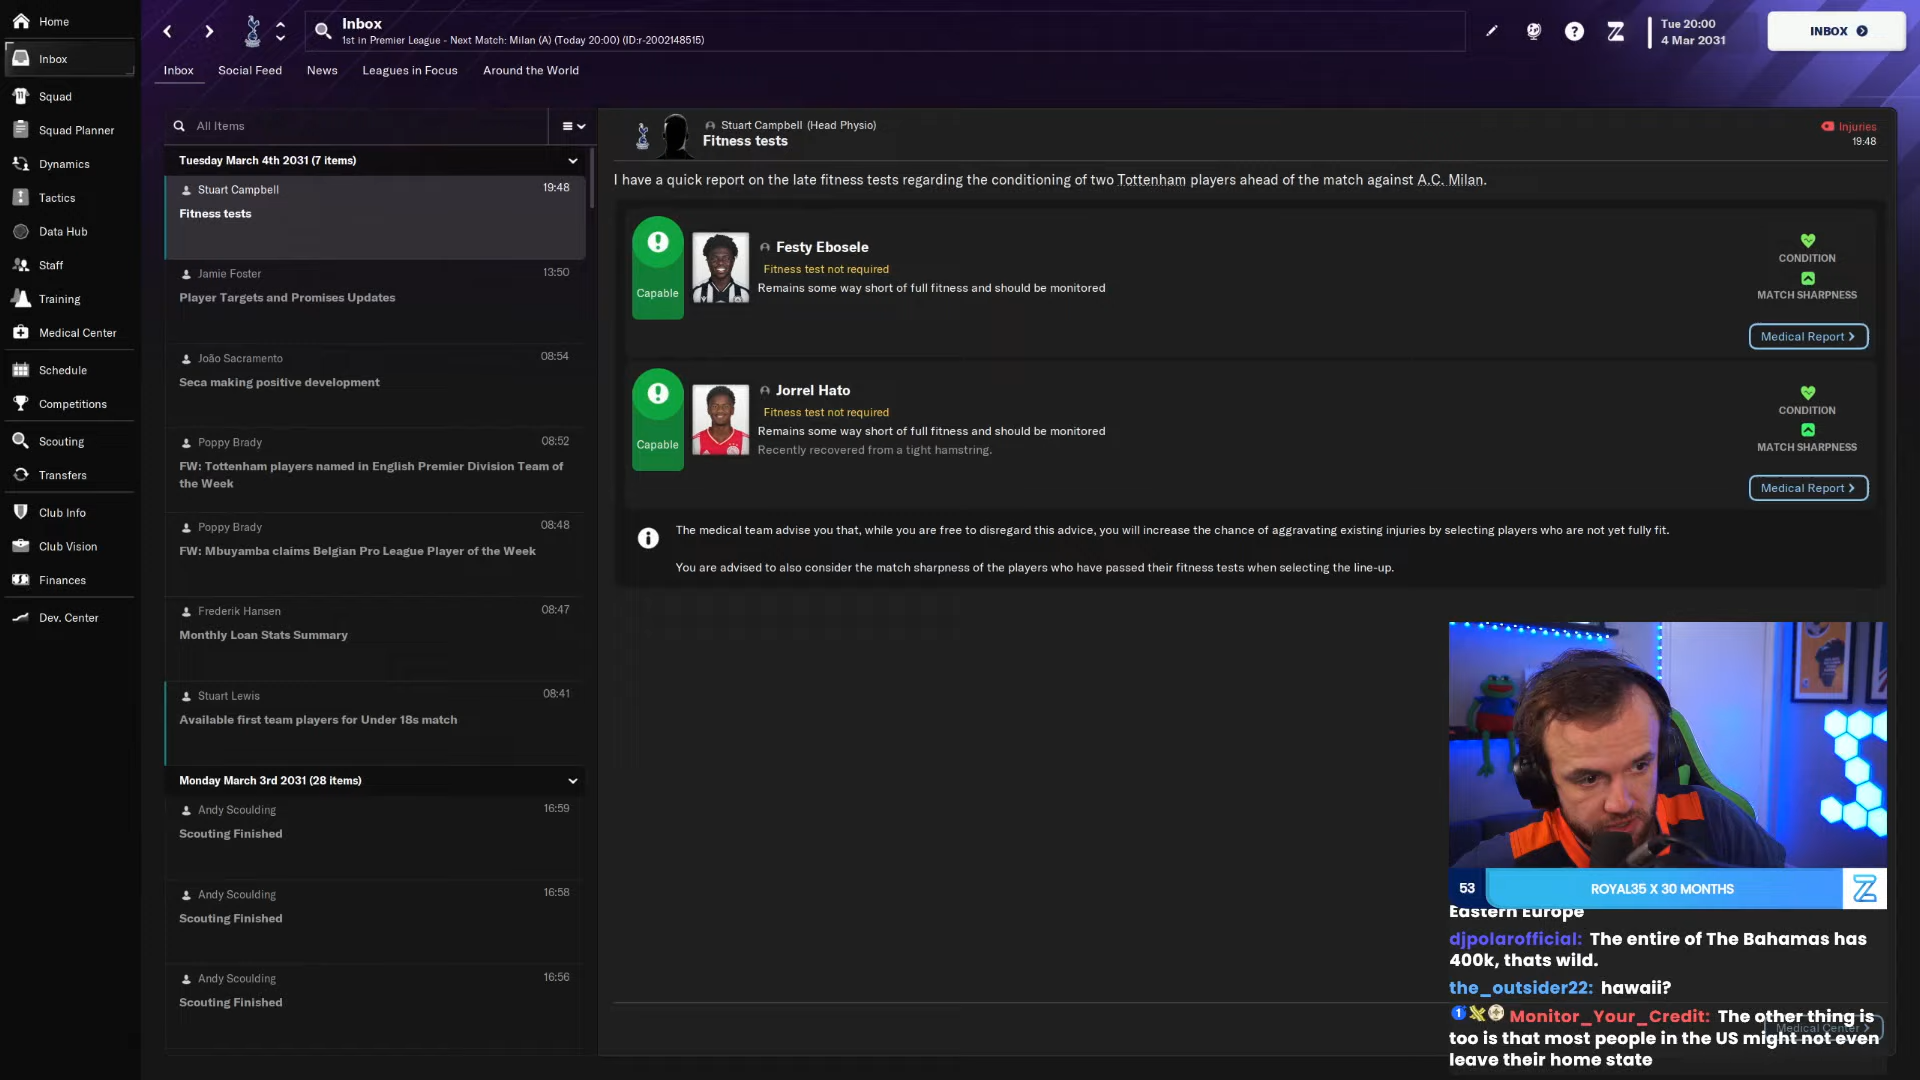 Home
Inbox
Squad
Squad Planner
Dynamics
Tactics
Data Hub
Staff
Training
Medical Center
Schedule
Competitions
Scouting
Transfers
Club Info
Club Vision
Finances
Dev. Center
Inbox
1st in Premier League - Next Match: Milan (A) (Today 20:00) (ID:r-2002148515)
Tue 20:00
4 Mar 2031
INBOX
Inbox
Social Feed
News
Leagues in Focus
Around the World
All Items
Tuesday March 4th 2031 (7 items)
Stuart Campbell 19:48
Fitness tests
Jamie Foster 13:50
Player Targets and Promises Updates
João Sacramento 08:54
Seca making positive development
Poppy Brady 08:52
FW: Tottenham players named in English Premier Division Team of
the Week
Poppy Brady 08:48
FW: Mbuyamba claims Belgian Pro League Player of the Week
Frederik Hansen 08:47
Monthly Loan Stats Summary
Stuart Lewis 08:41
Available first team players for Under 18s match
Monday March 3rd 2031 (28 items)
Andy Scoulding 16:59
Scouting Finished
Andy Scoulding 16:58
Scouting Finished
Andy Scoulding 16:56
Scouting Finished
Stuart Campbell (Head Physio)
Fitness tests
Injuries
19:48
I have a quick report on the late fitness tests regarding the conditioning of two Tottenham players ahead of the match against A.C. Milan.
Capable
Festy Ebosele
Fitness test not required
Remains some way short of full fitness and should be monitored
CONDITION
MATCH SHARPNESS
Medical Report
Capable
Jorrel Hato
Fitness test not required
Remains some way short of full fitness and should be monitored
Recently recovered from a tight hamstring.
CONDITION
MATCH SHARPNESS
Medical Report
The medical team advise you that, while you are free to disregard this advice, you will increase the chance of aggravating existing injuries by selecting players who are not yet fully fit.
You are advised to also consider the match sharpness of the players who have passed their fitness tests when selecting the line-up.
53
ROYAL35 X 30 MONTHS
Eastern Europe
djpolarofficial: The entire of The Bahamas has
400k, thats wild.
the_outsider22: hawaii?
Monitor_Your_Credit: The other thing is
too is that most people in the US might not even
leave their home state
Medical Center